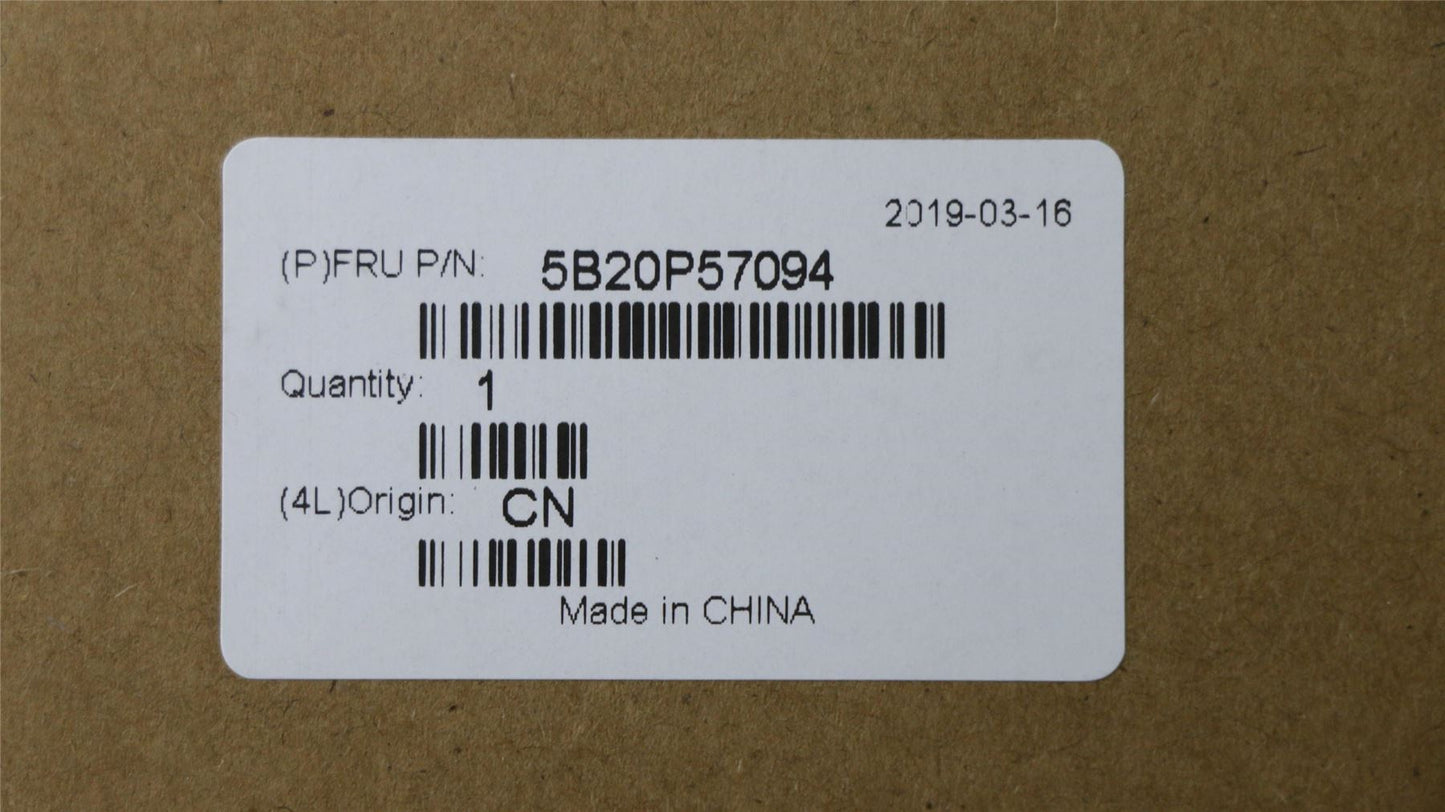 2019-03-16
(P)FRU P/N: 5B20P57094
Quantity: 1
(4L)Origin: CN
Made in CHINA